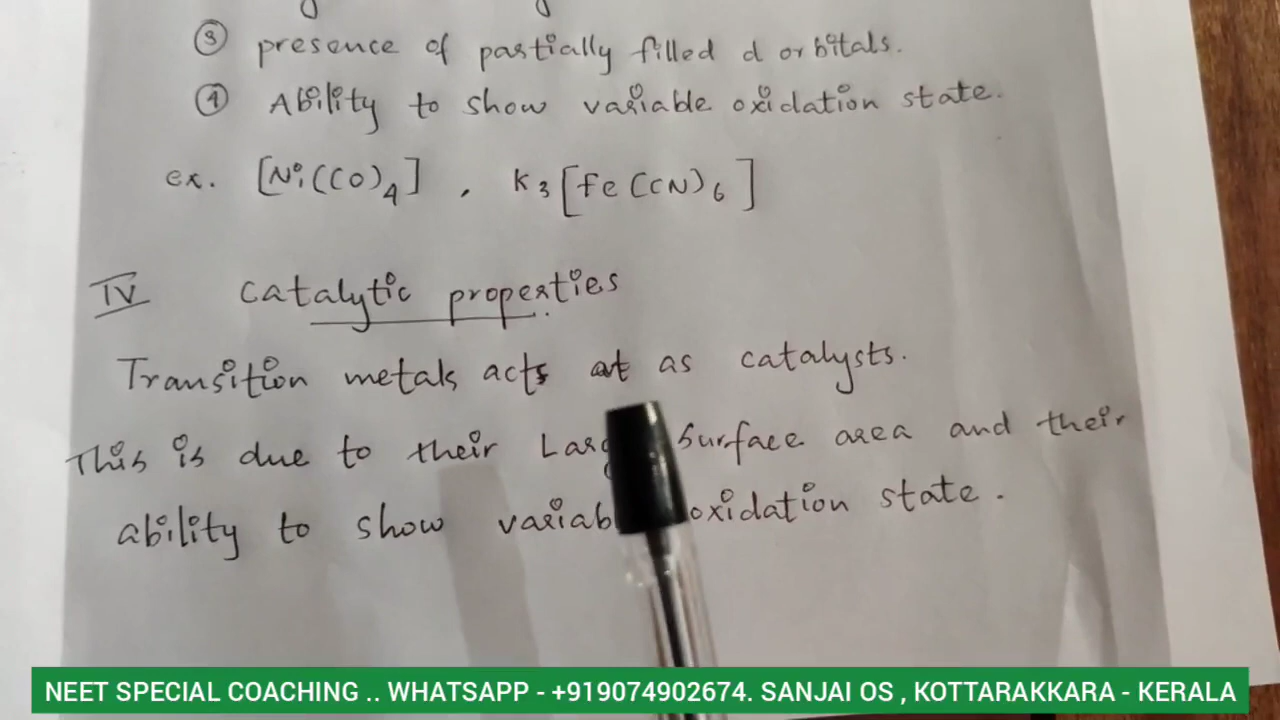 ③ presence of partially filled d orbitals.
④ Ability to show variable oxidation state.
ex. [Ni(CO)4] , K3[Fe(CN)6]
IV Catalytic properties
Transition metals acts at as catalysts.
This is due to their Surface area and their
ability to show oxidation state.
NEET SPECIAL COACHING .. WHATSAPP - +919074902674. SANJAI OS , KOTTARAKKARA - KERALA